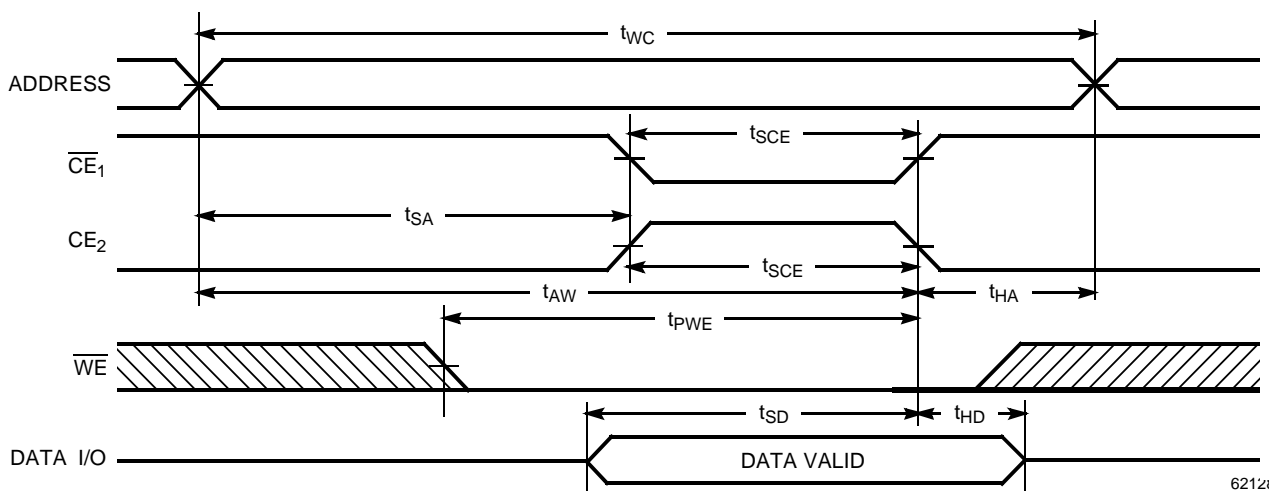 tWC
ADDRESS
tSCE
CE1
tSA
CE2
tSCE
tAW
tHA
tPWE
WE
tSD
tHD
DATA I/O
DATA VALID